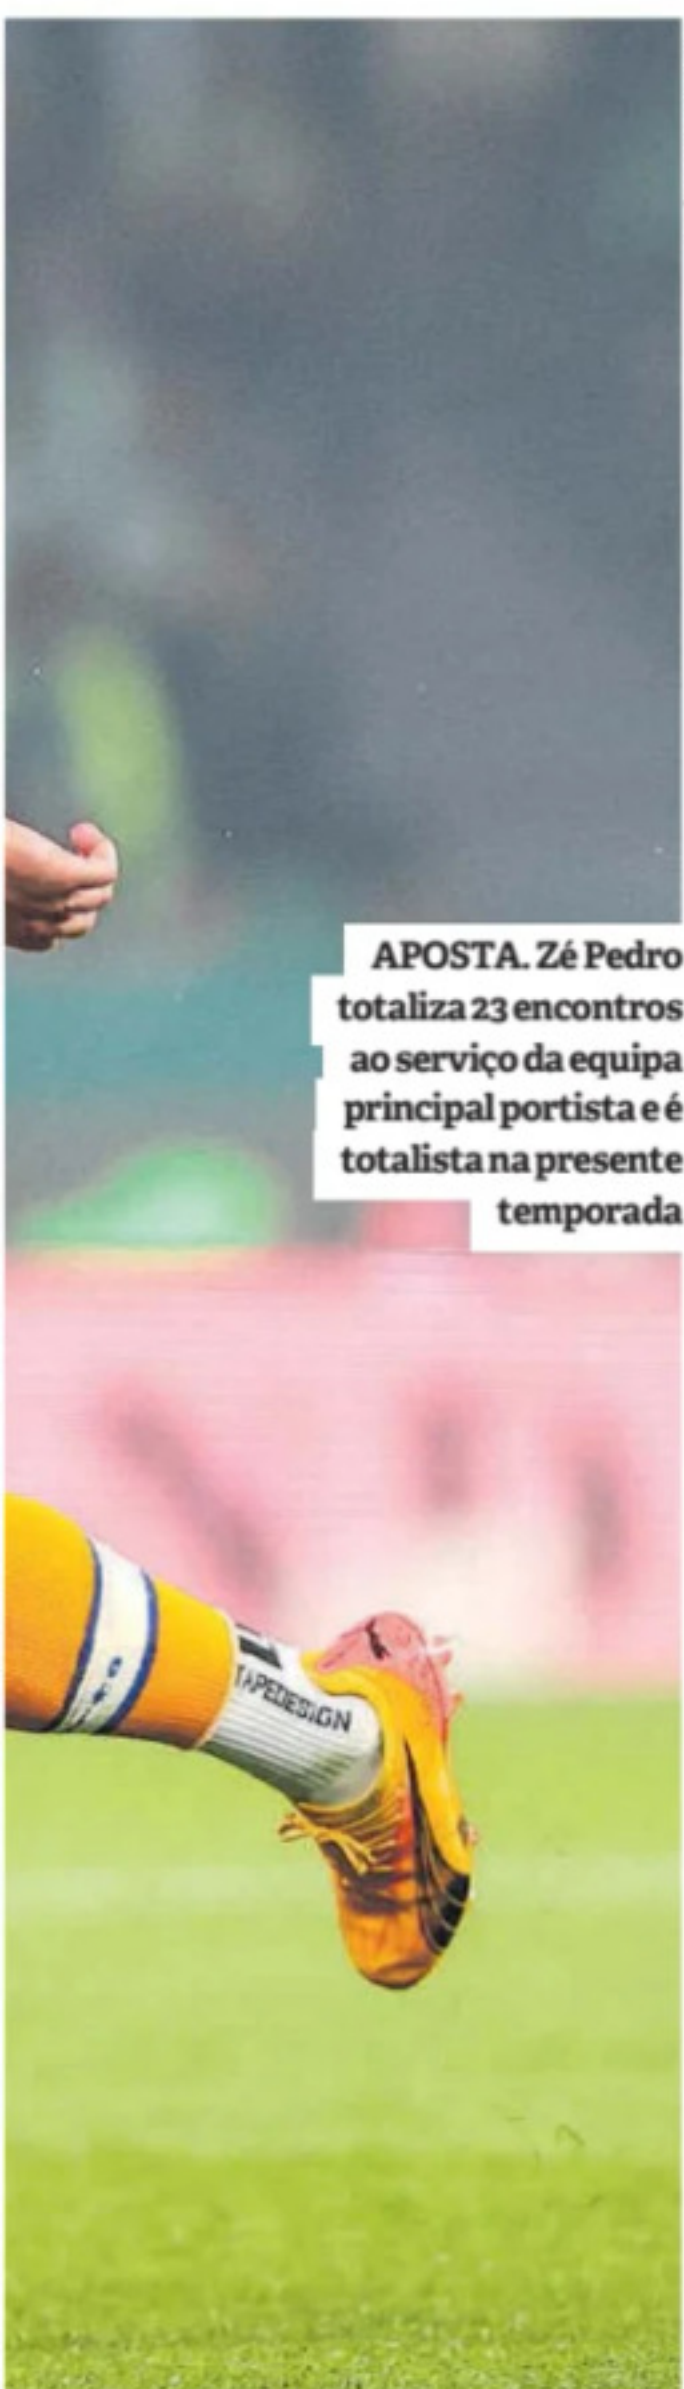 APOSTA. Zé Pedro
totaliza 23 encontros
ao serviço da equipa
principal portista e é
totalista na presente
temporada
TAPEDESIGN